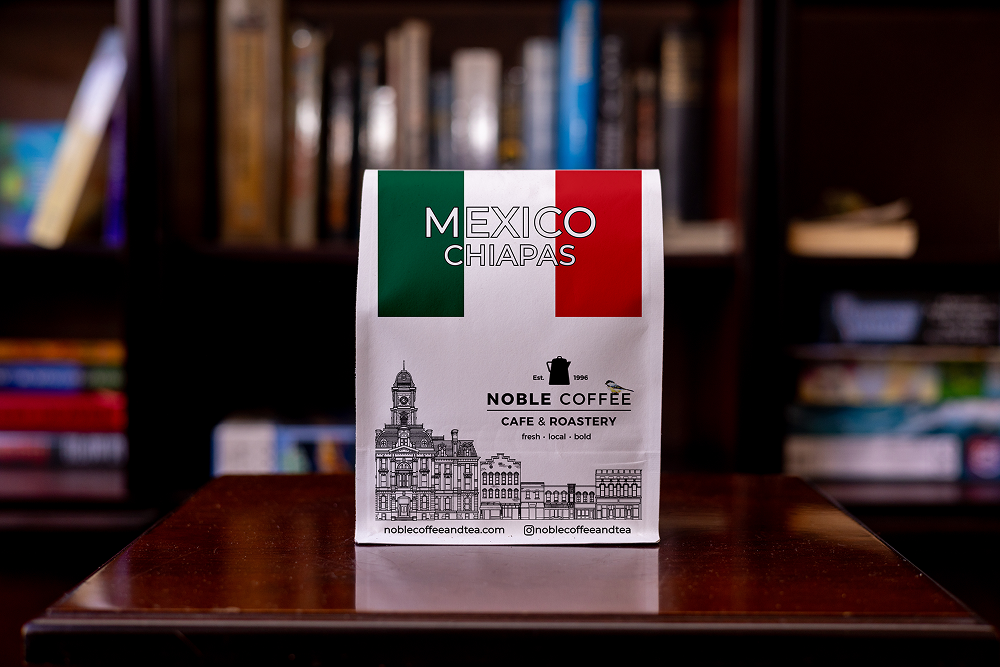 MEXICO
CHIAPAS
Est. 1996
NOBLE COFFEE
CAFE & ROASTERY
fresh • local • bold
noblecoffeeandtea.com
noblecoffeeandtea